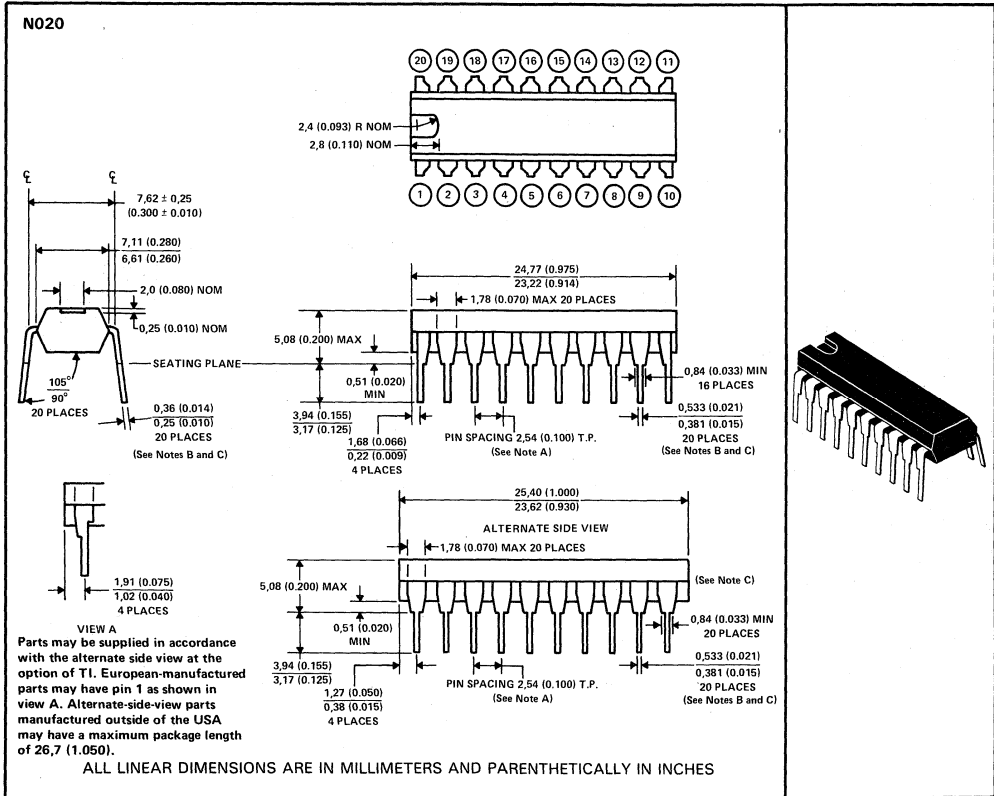 N020
20 19 18 17 16 15 14 13 12 11
2,4 (0.093) R NOM
2,8 (0.110) NOM
1 2 3 4 5 6 7 8 9 10
℄ ℄
7,62 ± 0,25
(0.300 ± 0.010)
7,11 (0.280)
6,61 (0.260)
2,0 (0.080) NOM
0,25 (0.010) NOM
105°
90°
20 PLACES
0,36 (0.014)
0,25 (0.010)
20 PLACES
(See Notes B and C)
24,77 (0.975)
23,22 (0.914)
1,78 (0.070) MAX 20 PLACES
5,08 (0.200) MAX
SEATING PLANE
0,51 (0.020)
MIN
3,94 (0.155)
3,17 (0.125)
1,68 (0.066)
0,22 (0.009)
4 PLACES
PIN SPACING 2,54 (0.100) T.P.
(See Note A)
0,84 (0.033) MIN
16 PLACES
0,533 (0.021)
0,381 (0.015)
20 PLACES
(See Notes B and C)
1,91 (0.075)
1,02 (0.040)
4 PLACES
VIEW A
25,40 (1.000)
23,62 (0.930)
ALTERNATE SIDE VIEW
1,78 (0.070) MAX 20 PLACES
5,08 (0.200) MAX
(See Note C)
0,51 (0.020)
MIN
3,94 (0.155)
3,17 (0.125)
1,27 (0.050)
0,38 (0.015)
4 PLACES
PIN SPACING 2,54 (0.100) T.P.
(See Note A)
0,84 (0.033) MIN
20 PLACES
0,533 (0.021)
0,381 (0.015)
20 PLACES
(See Notes B and C)
Parts may be supplied in accordance
with the alternate side view at the
option of TI. European-manufactured
parts may have pin 1 as shown in
view A. Alternate-side-view parts
manufactured outside of the USA
may have a maximum package length
of 26,7 (1.050).
ALL LINEAR DIMENSIONS ARE IN MILLIMETERS AND PARENTHETICALLY IN INCHES